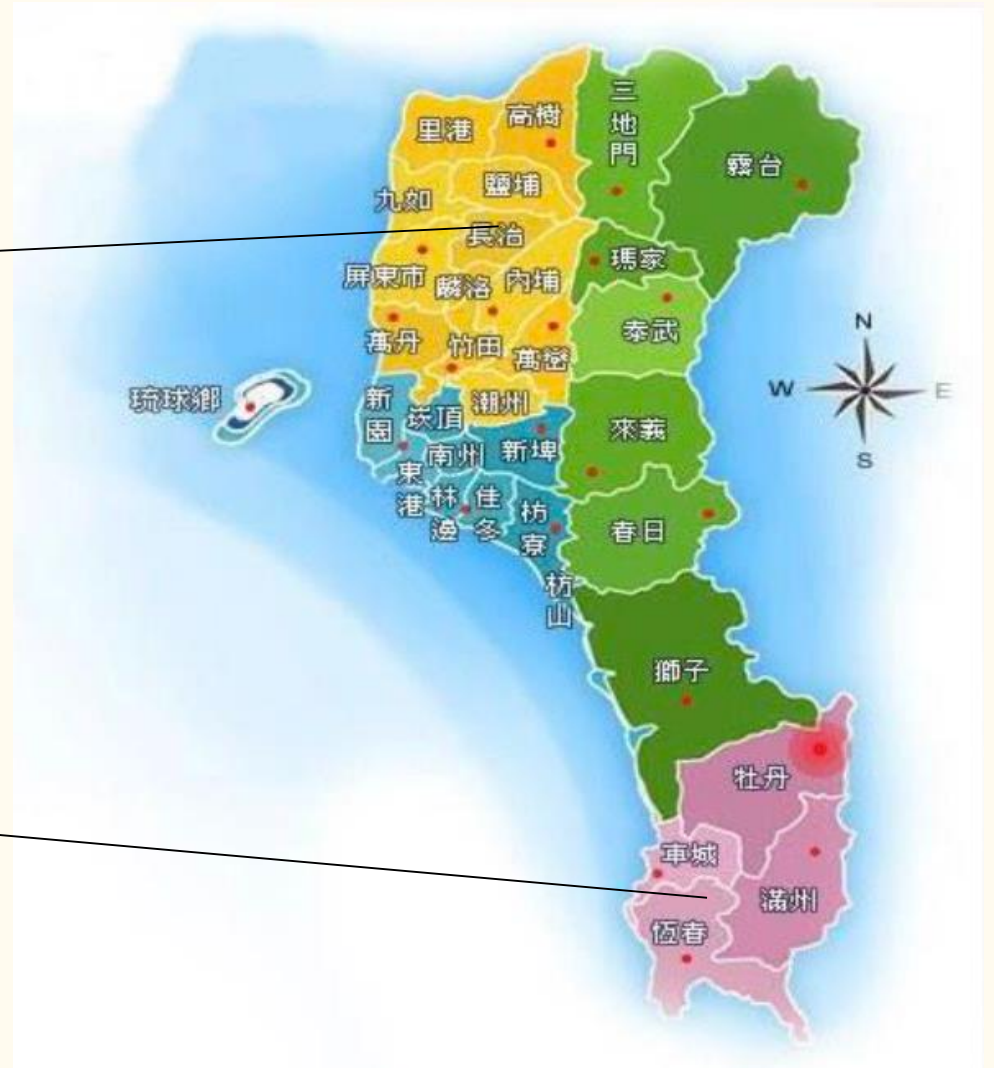 三地門
高樹
里港
霧台
鹽埔
九如
長治
瑪家
屏東市
麟洛
內埔
泰武
萬丹
竹田
萬巒
N
W
E
S
琉球鄉
新園
崁頂
潮州
來義
南州
新埤
東港
林邊
佳冬
枋寮
春日
枋山
獅子
牡丹
車城
滿州
恆春